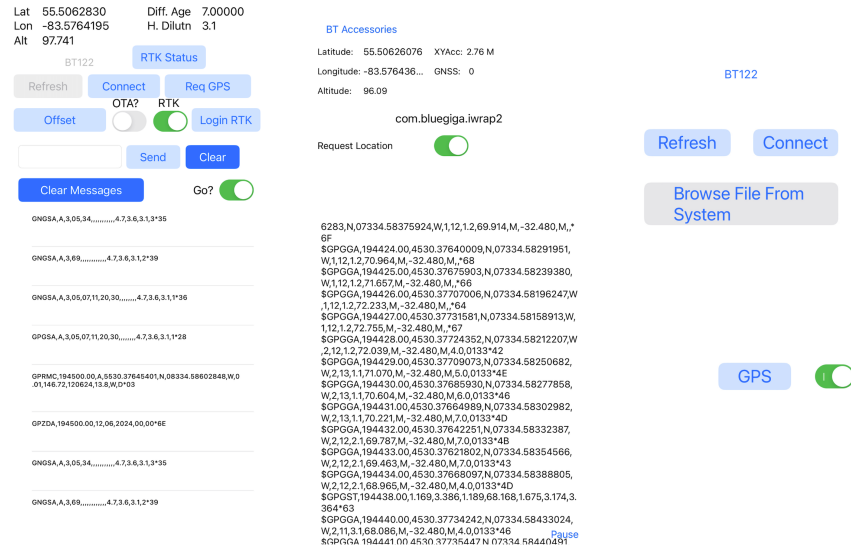 Lat 55.5062830 Diff. Age 7.00000
Lon -83.5764195 H. Dilutn 3.1
Alt 97.741
BT122
RTK Status
Refresh Connect Req GPS
OTA? RTK
Offset Login RTK
Send Clear
Clear Messages Go?
GNGSA,A,3,05,34,,,,,,,,,,,4.7,3.6,3.1,3*35
GNGSA,A,3,69,,,,,,,,,,,,4.7,3.6,3.1,2*39
GNGSA,A,3,05,07,11,20,30,,,,,,,,4.7,3.6,3.1,1*36
GPGSA,A,3,05,07,11,20,30,,,,,,,,4.7,3.6,3.1,1*28
GPRMC,194500.00,A,5530.37645401,N,08334.58602848,W,0
.01,146.72,120624,13.8,W,D*03
GPZDA,194500.00,12,06,2024,00,00*6E
GNGSA,A,3,05,34,,,,,,,,,,,4.7,3.6,3.1,3*35
GNGSA,A,3,69,,,,,,,,,,,,4.7,3.6,3.1,2*39
BT Accessories
Latitude: 55.50626076 XYAcc: 2.76 M
Longitude: -83.576436... GNSS: 0
Altitude: 96.09
com.bluegiga.iwrap2
Request Location
6283,N,07334.58375924,W,1,12,1.2,69.914,M,-32.480,M,,*
6F
$GPGGA,194424.00,4530.37640009,N,07334.58291951,
W,1,12,1.2,70.964,M,-32.480,M,,*68
$GPGGA,194425.00,4530.37675903,N,07334.58239380,
W,1,12,1.2,71.657,M,-32.480,M,,*66
$GPGGA,194426.00,4530.37707006,N,07334.58196247,W
,1,12,1.2,72.233,M,-32.480,M,,*64
$GPGGA,194427.00,4530.37731581,N,07334.58158913,W,
1,12,1.2,72.755,M,-32.480,M,,*67
$GPGGA,194428.00,4530.37724352,N,07334.58212207,W
,2,12,1.2,72.039,M,-32.480,M,4.0,0133*42
$GPGGA,194429.00,4530.37709073,N,07334.58250682,
W,2,13,1.1,71.070,M,-32.480,M,5.0,0133*4E
$GPGGA,194430.00,4530.37685930,N,07334.58277858,
W,2,13,1.1,70.604,M,-32.480,M,6.0,0133*46
$GPGGA,194431.00,4530.37664989,N,07334.58302982,
W,2,13,1.1,70.221,M,-32.480,M,7.0,0133*4D
$GPGGA,194432.00,4530.37642251,N,07334.58332387,
W,2,12,2.1,69.787,M,-32.480,M,7.0,0133*4B
$GPGGA,194433.00,4530.37621802,N,07334.58354566,
W,2,12,2.1,69.463,M,-32.480,M,7.0,0133*43
$GPGGA,194434.00,4530.37668097,N,07334.58388805,
W,2,12,2.1,68.965,M,-32.480,M,4.0,0133*4D
$GPGST,194438.00,1.169,3.386,1.189,68.168,1.675,3.174,3.
364*63
$GPGGA,194440.00,4530.37734242,N,07334.58433024,
W,2,11,3.1,68.086,M,-32.480,M,4.0,0133*46
$GPGGA,194441.00,4530.37735447,N,07334.58440491,
Pause
BT122
Refresh Connect
Browse File From
System
GPS